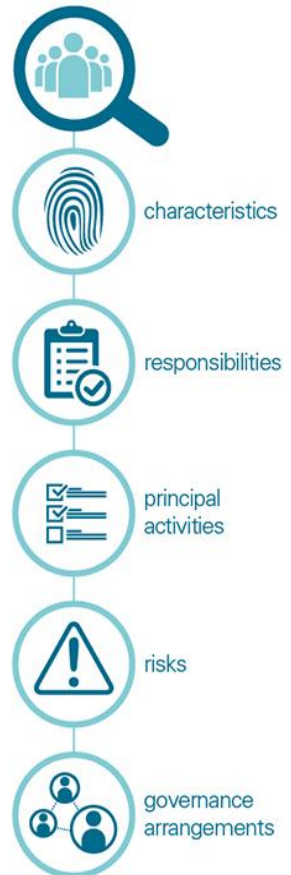 characteristics
responsibilities
principal
activities
risks
governance
arrangements